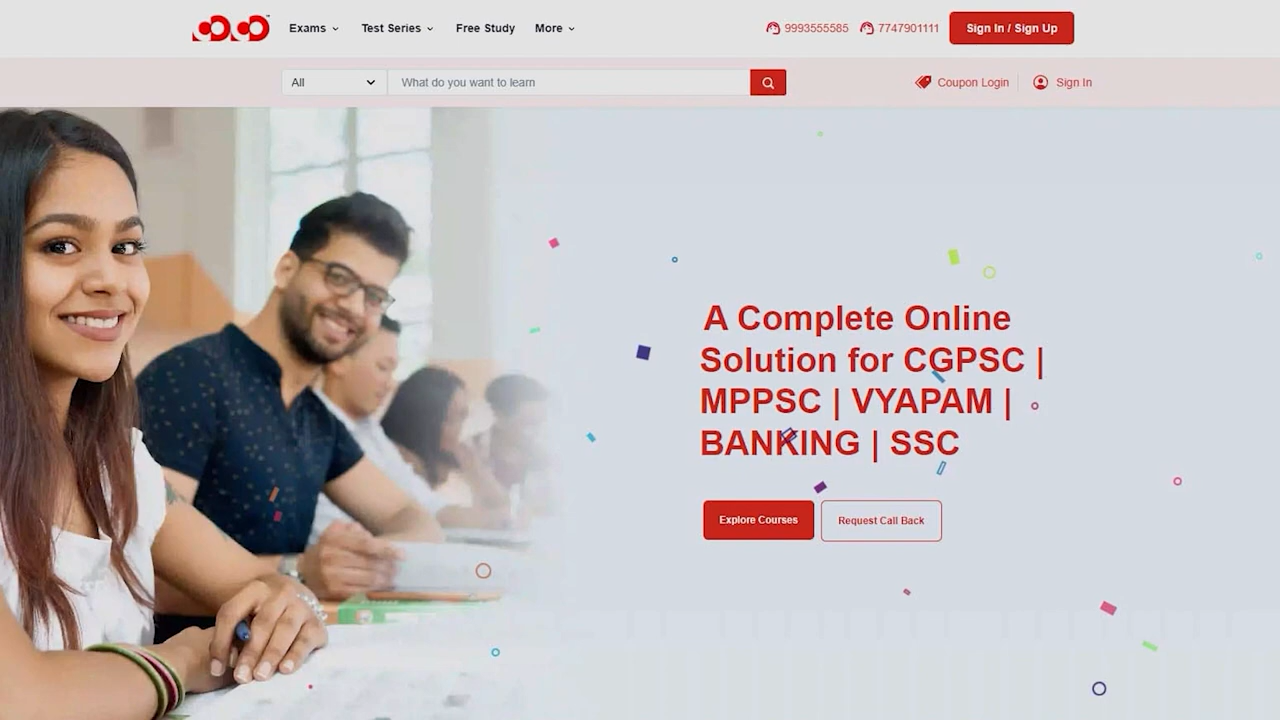 Exams
Test Series
Free Study
More
9993555585
7747901111
Sign In / Sign Up
All
What do you want to learn
Coupon Login
Sign In
A Complete Online
Solution for CGPSC |
MPPSC | VYAPAM |
BANKING | SSC
Explore Courses
Request Call Back